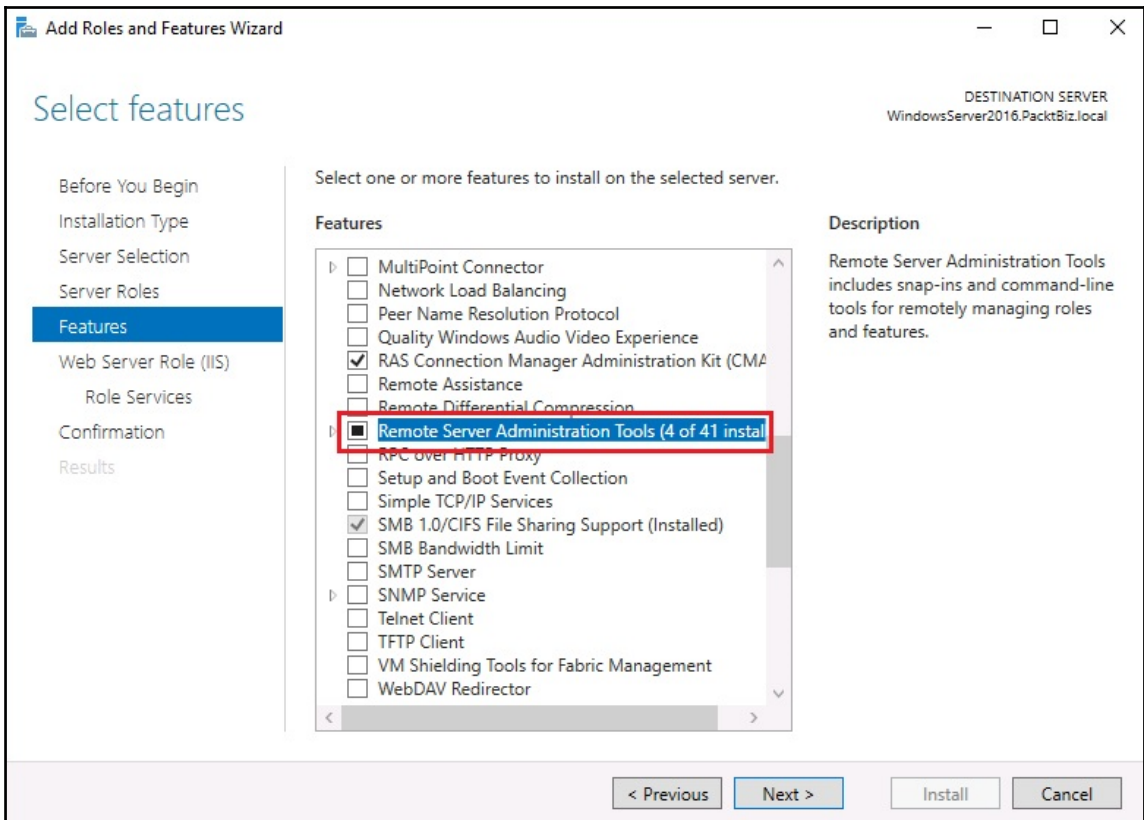 Add Roles and Features Wizard
Select features
DESTINATION SERVER
WindowsServer2016.PacktBiz.local
Before You Begin
Installation Type
Server Selection
Server Roles
Features
Web Server Role (IIS)
Role Services
Confirmation
Results
Select one or more features to install on the selected server.
Features
MultiPoint Connector
Network Load Balancing
Peer Name Resolution Protocol
Quality Windows Audio Video Experience
RAS Connection Manager Administration Kit (CMA
Remote Assistance
Remote Differential Compression
Remote Server Administration Tools (4 of 41 instal
RPC over HTTP Proxy
Setup and Boot Event Collection
Simple TCP/IP Services
SMB 1.0/CIFS File Sharing Support (Installed)
SMB Bandwidth Limit
SMTP Server
SNMP Service
Telnet Client
TFTP Client
VM Shielding Tools for Fabric Management
WebDAV Redirector
Description
Remote Server Administration Tools
includes snap-ins and command-line
tools for remotely managing roles
and features.
< Previous
Next >
Install
Cancel